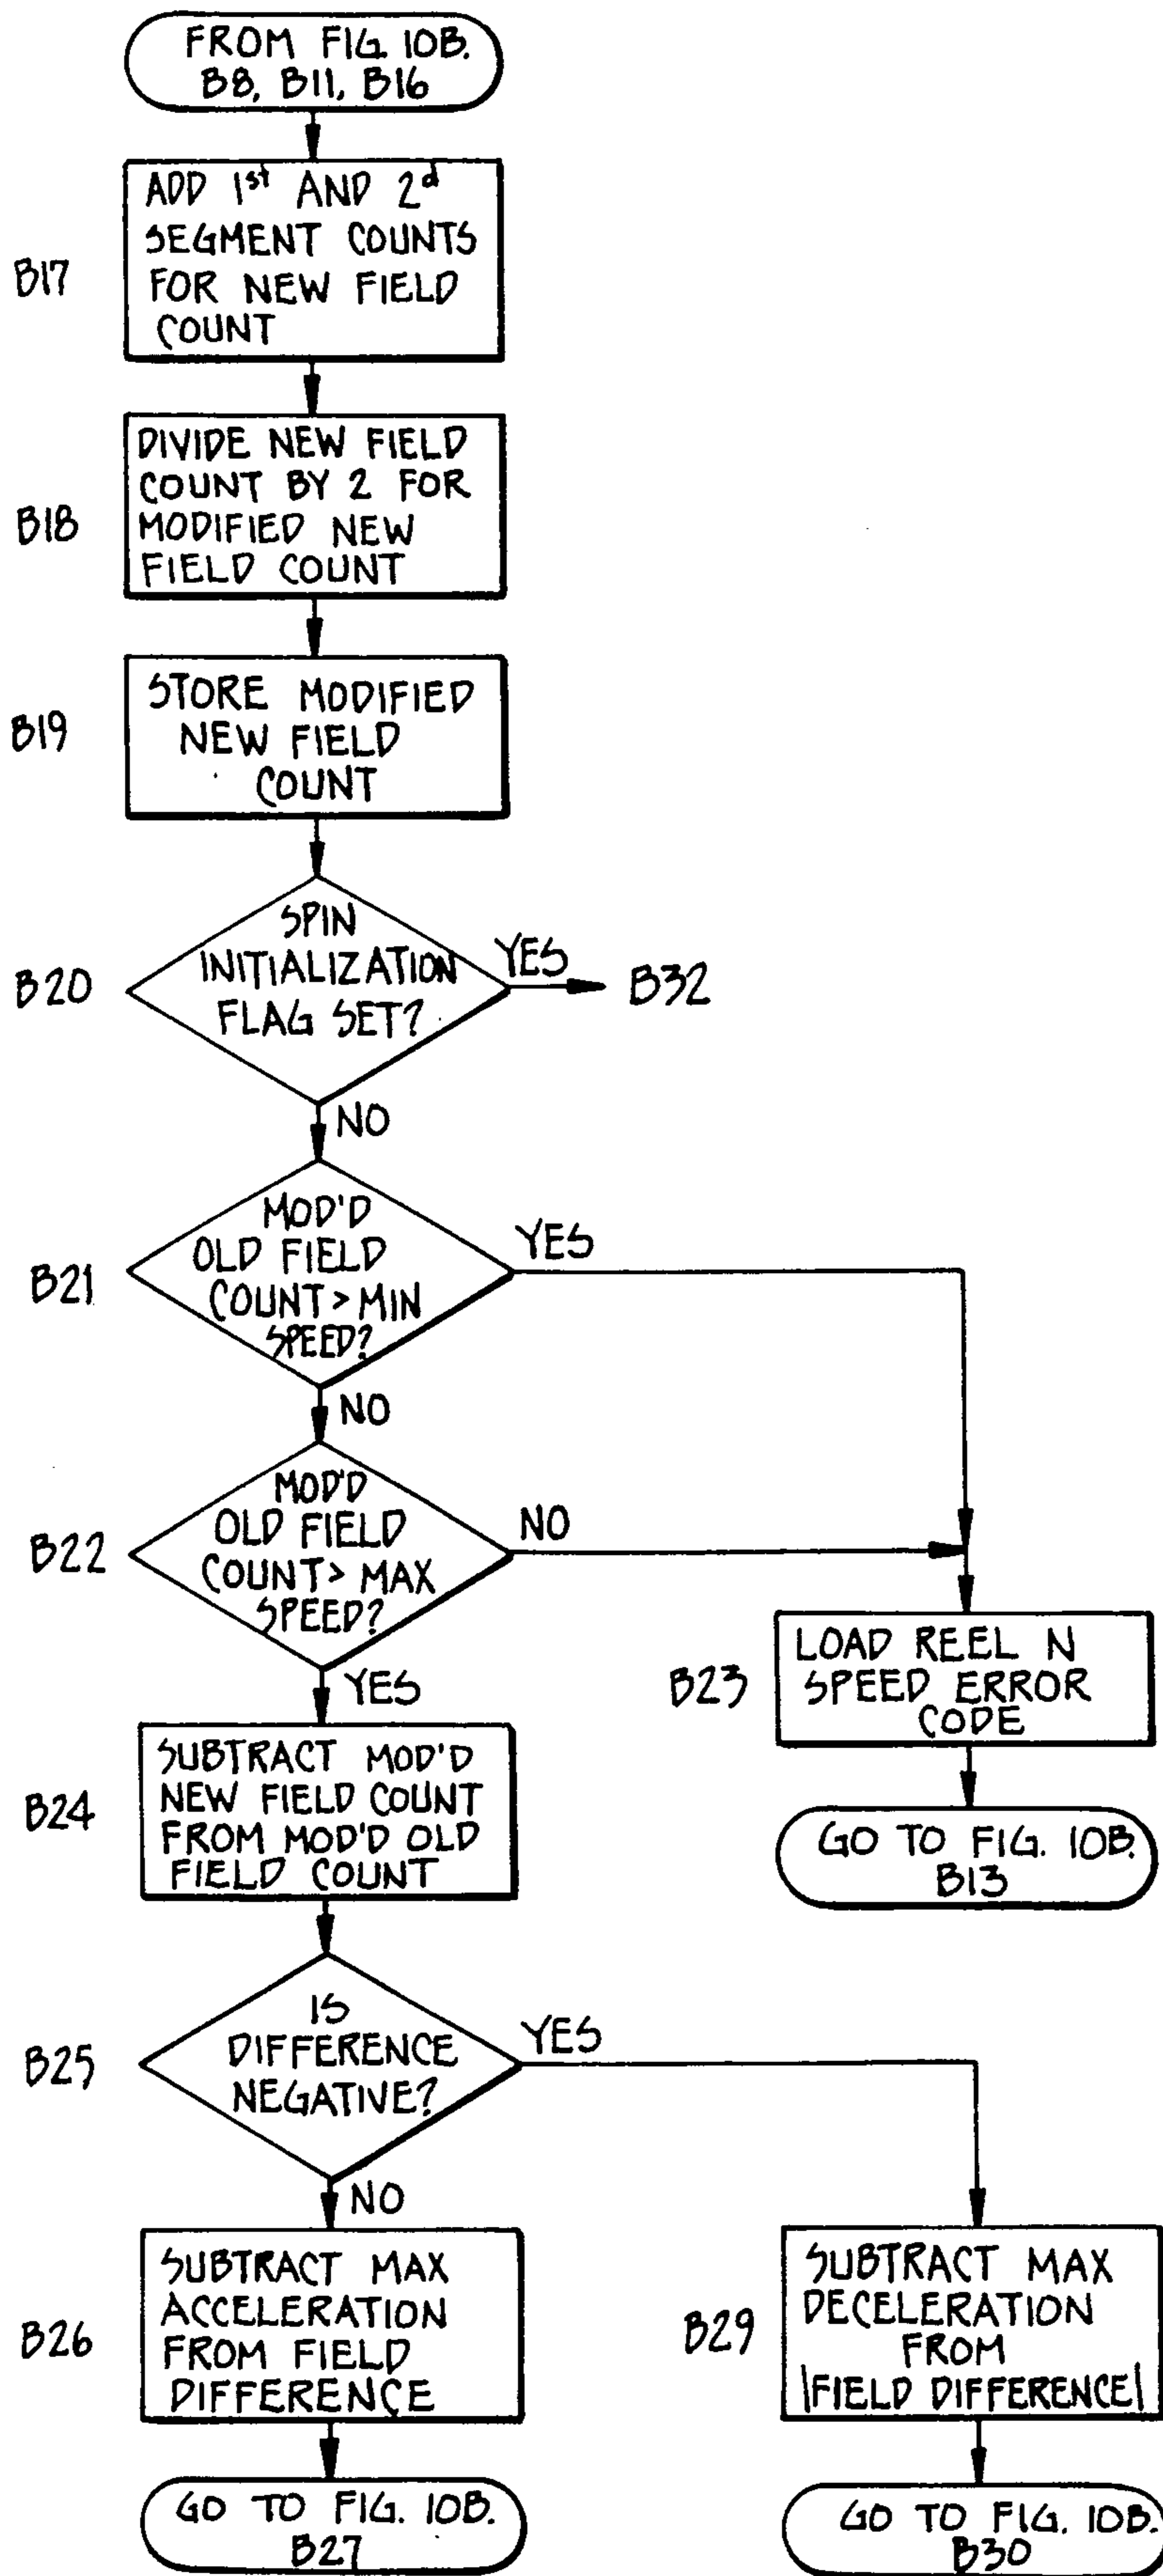 FROM FIG. 10B.
B8, B11, B16
B17
ADD 1st AND 2d
SEGMENT COUNTS
FOR NEW FIELD
COUNT
B18
DIVIDE NEW FIELD
COUNT BY 2 FOR
MODIFIED NEW
FIELD COUNT
B19
STORE MODIFIED
NEW FIELD
COUNT
B20
SPIN
INITIALIZATION
FLAG SET?
YES
B32
NO
B21
MOD'D
OLD FIELD
COUNT > MIN
SPEED?
YES
NO
B22
MOD'D
OLD FIELD
COUNT > MAX
SPEED?
NO
YES
B23
LOAD REEL N
SPEED ERROR
CODE
GO TO FIG. 10B.
B13
B24
SUBTRACT MOD'D
NEW FIELD COUNT
FROM MOD'D OLD
FIELD COUNT
B25
IS
DIFFERENCE
NEGATIVE?
YES
NO
B26
SUBTRACT MAX
ACCELERATION
FROM FIELD
DIFFERENCE
GO TO FIG. 10B.
B27
B29
SUBTRACT MAX
DECELERATION
FROM
|FIELD DIFFERENCE|
GO TO FIG. 10B.
B30